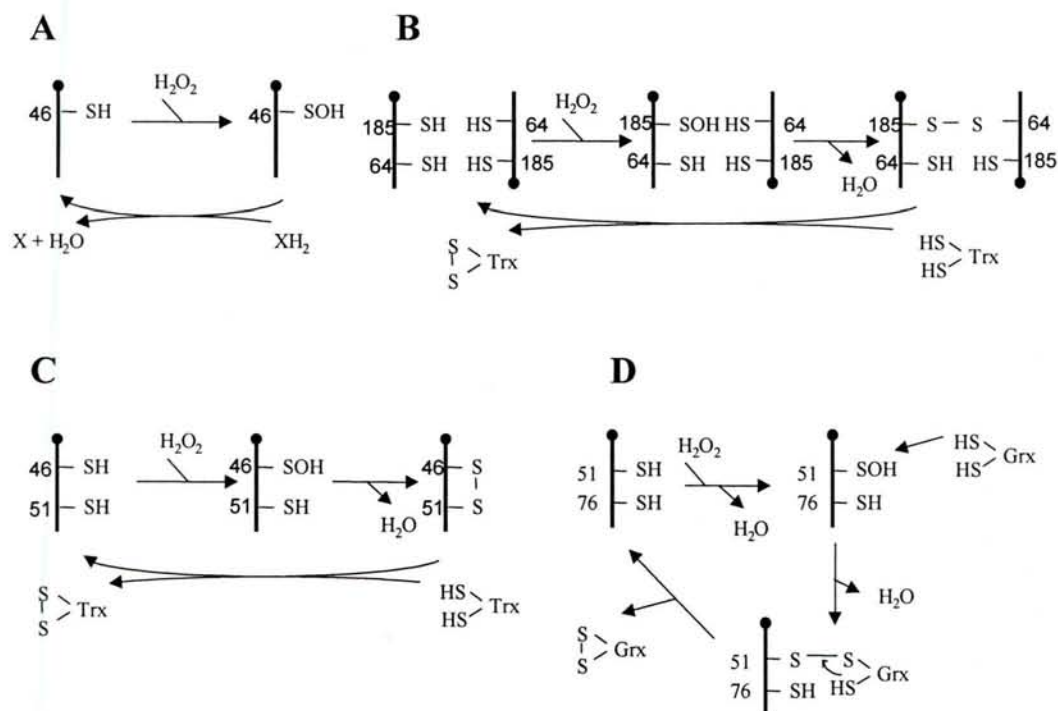 A
H₂O₂
46 SH
46 SOH
X + H₂O
XH₂
B
H₂O₂
185 SH HS 64
64 SH HS 185
185 SOH HS 64
64 SH HS 185
H₂O
185 S S 64
64 SH HS 185
S
S
Trx
HS
HS
Trx
C
H₂O₂
46 SH
51 SH
46 SOH
51 SH
H₂O
46 S
51 S
S
S
Trx
HS
HS
Trx
D
51 SH
76 SH
H₂O₂
H₂O
51 SOH
76 SH
HS
HS
Grx
H₂O
S
S
Grx
51 S S
76 SH HS
Grx